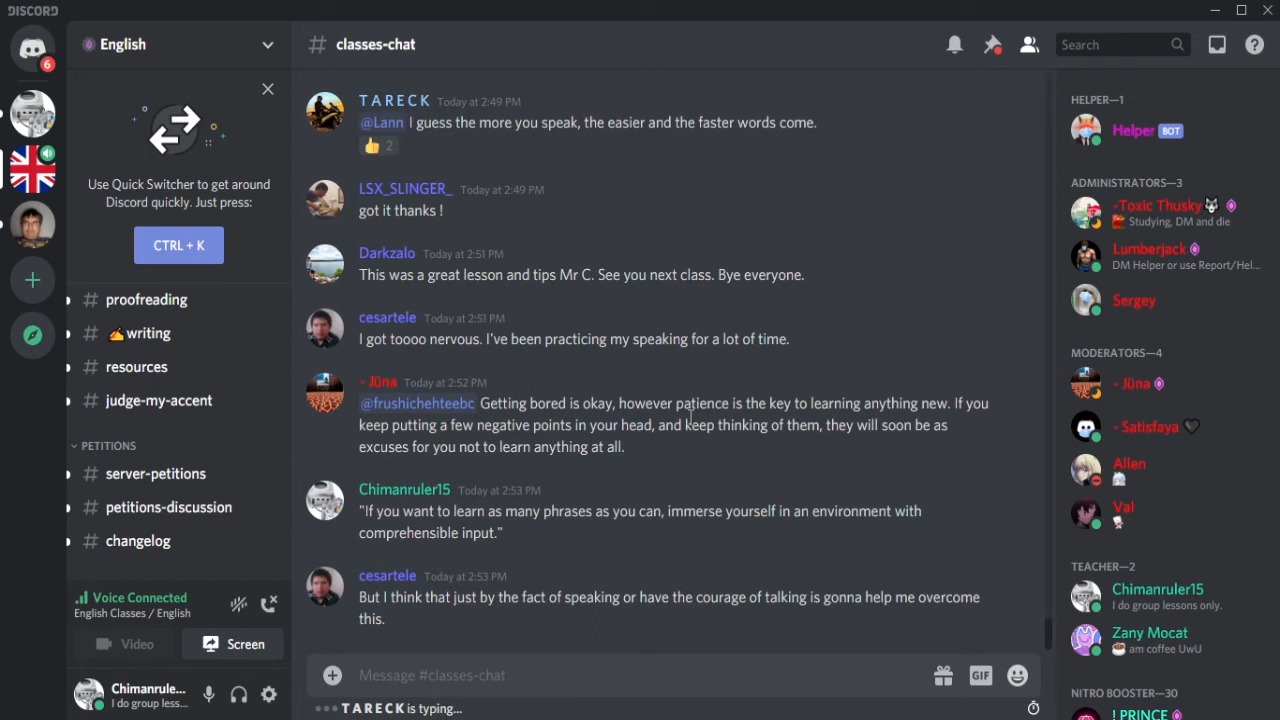 DISCORD
6
English
Use Quick Switcher to get around
Discord quickly. Just press:
CTRL + K
# proofreading
# ✍writing
# resources
# judge-my-accent
PETITIONS
# server-petitions
# petitions-discussion
# changelog
Voice Connected
English Classes / English
Video
Screen
Chimanrule...
I do group less...
# classes-chat
Search
T A R E C K Today at 2:49 PM
@Lann I guess the more you speak, the easier and the faster words come.
👍 2
LSX_SLINGER_ Today at 2:49 PM
got it thanks !
Darkzalo Today at 2:51 PM
This was a great lesson and tips Mr C. See you next class. Bye everyone.
cesartele Today at 2:51 PM
I got toooo nervous. I've been practicing my speaking for a lot of time.
- Jüna Today at 2:52 PM
@frushichehteebc Getting bored is okay, however patience is the key to learning anything new. If you
keep putting a few negative points in your head, and keep thinking of them, they will soon be as
excuses for you not to learn anything at all.
Chimanruler15 Today at 2:53 PM
"If you want to learn as many phrases as you can, immerse yourself in an environment with
comprehensible input."
cesartele Today at 2:53 PM
But I think that just by the fact of speaking or have the courage of talking is gonna help me overcome
this.
Message #classes-chat
GIF
T A R E C K is typing...
HELPER—1
Helper BOT
ADMINISTRATORS—3
-Toxic Thusky
Studying, DM and die
Lumberjack
DM Helper or use Report/Hel...
Sergey
MODERATORS—4
- Jüna
- Satisfaya
Allen
Val
TEACHER—2
Chimanruler15
I do group lessons only.
Zany Mocat
am coffee UwU
NITRO BOOSTER—30
! PRINCE